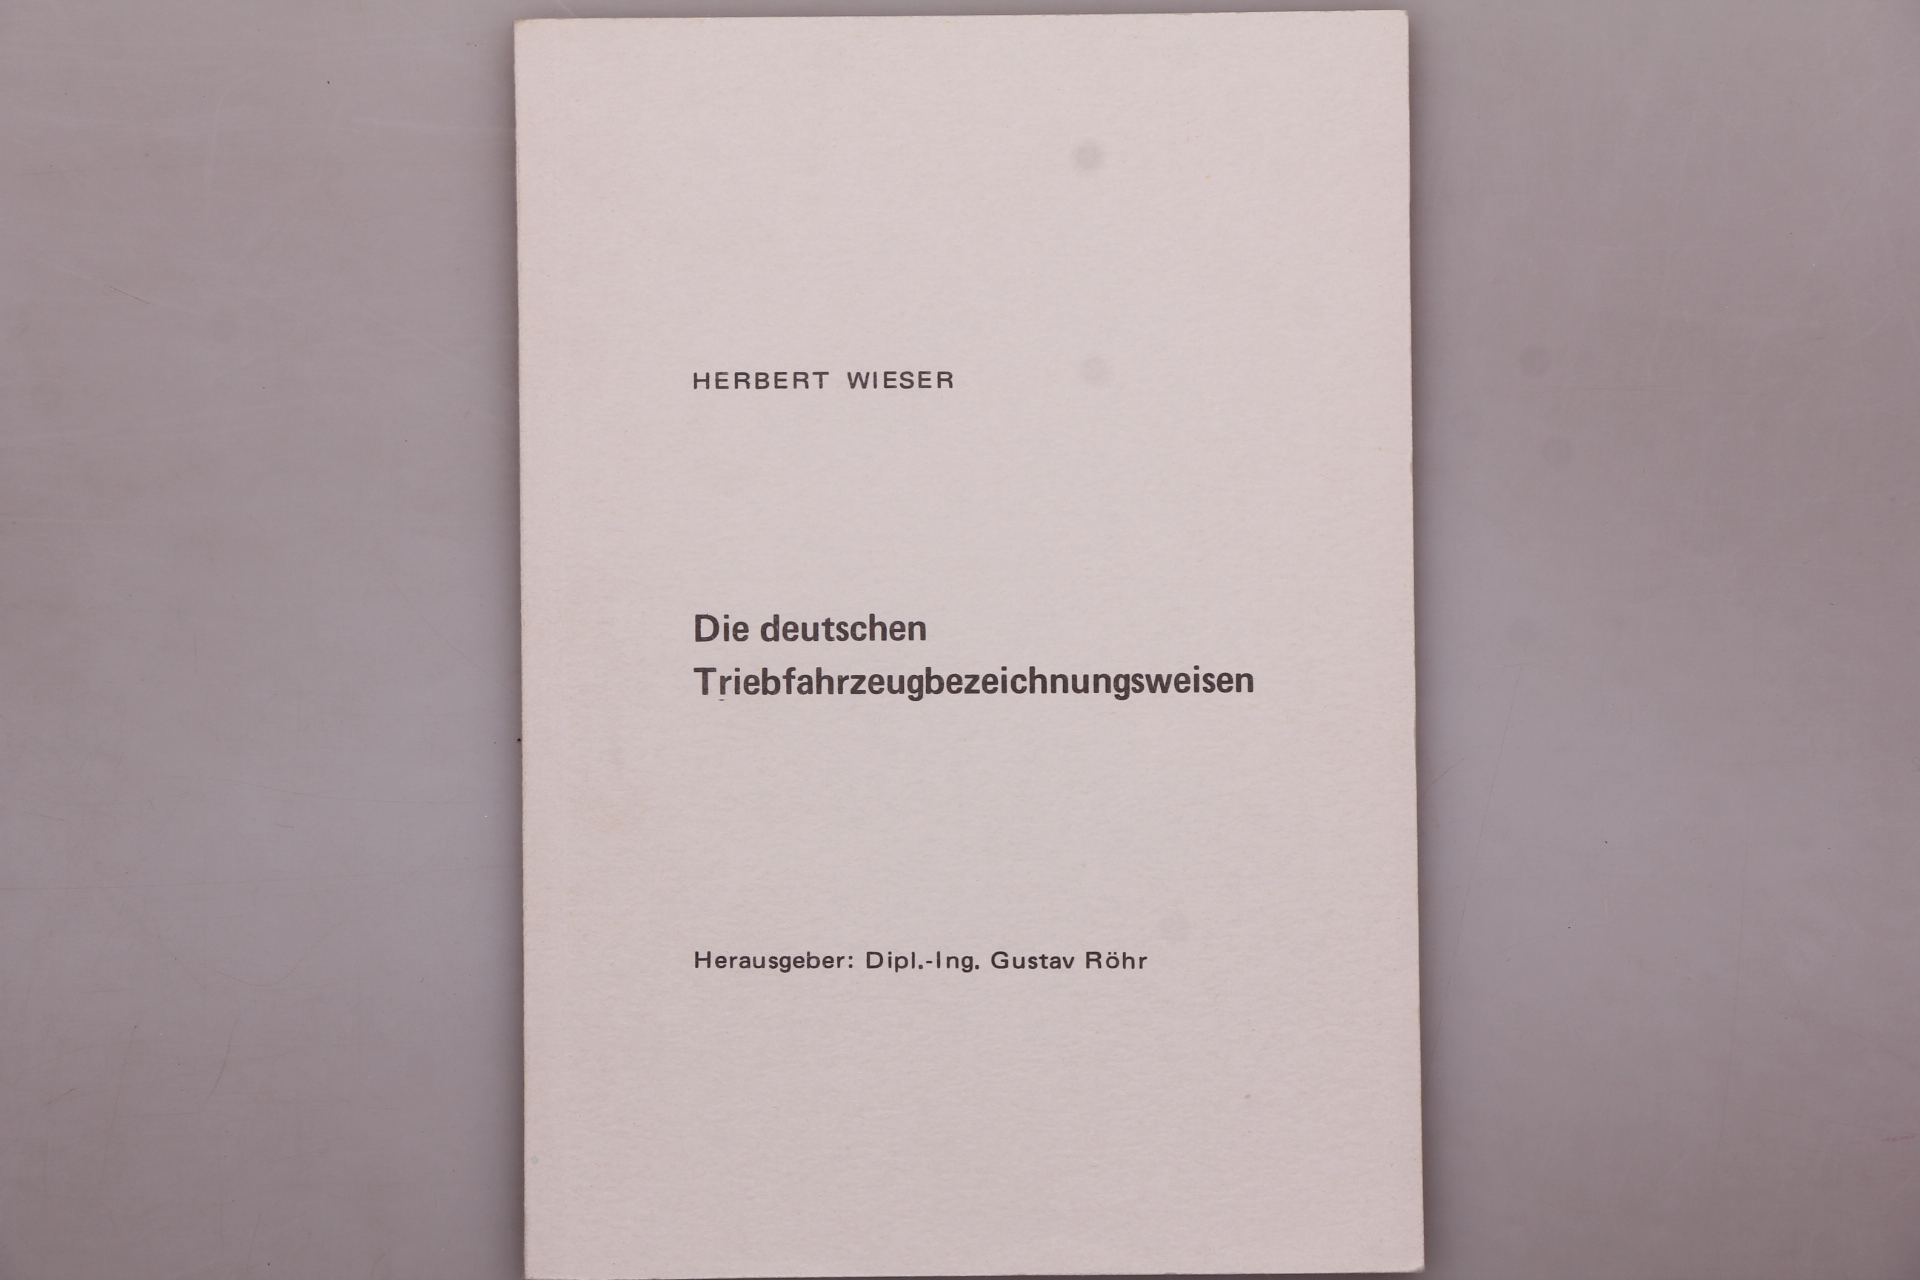 HERBERT WIESER
Die deutschen
Triebfahrzeugbezeichnungsweisen
Herausgeber: Dipl.-Ing. Gustav Röhr